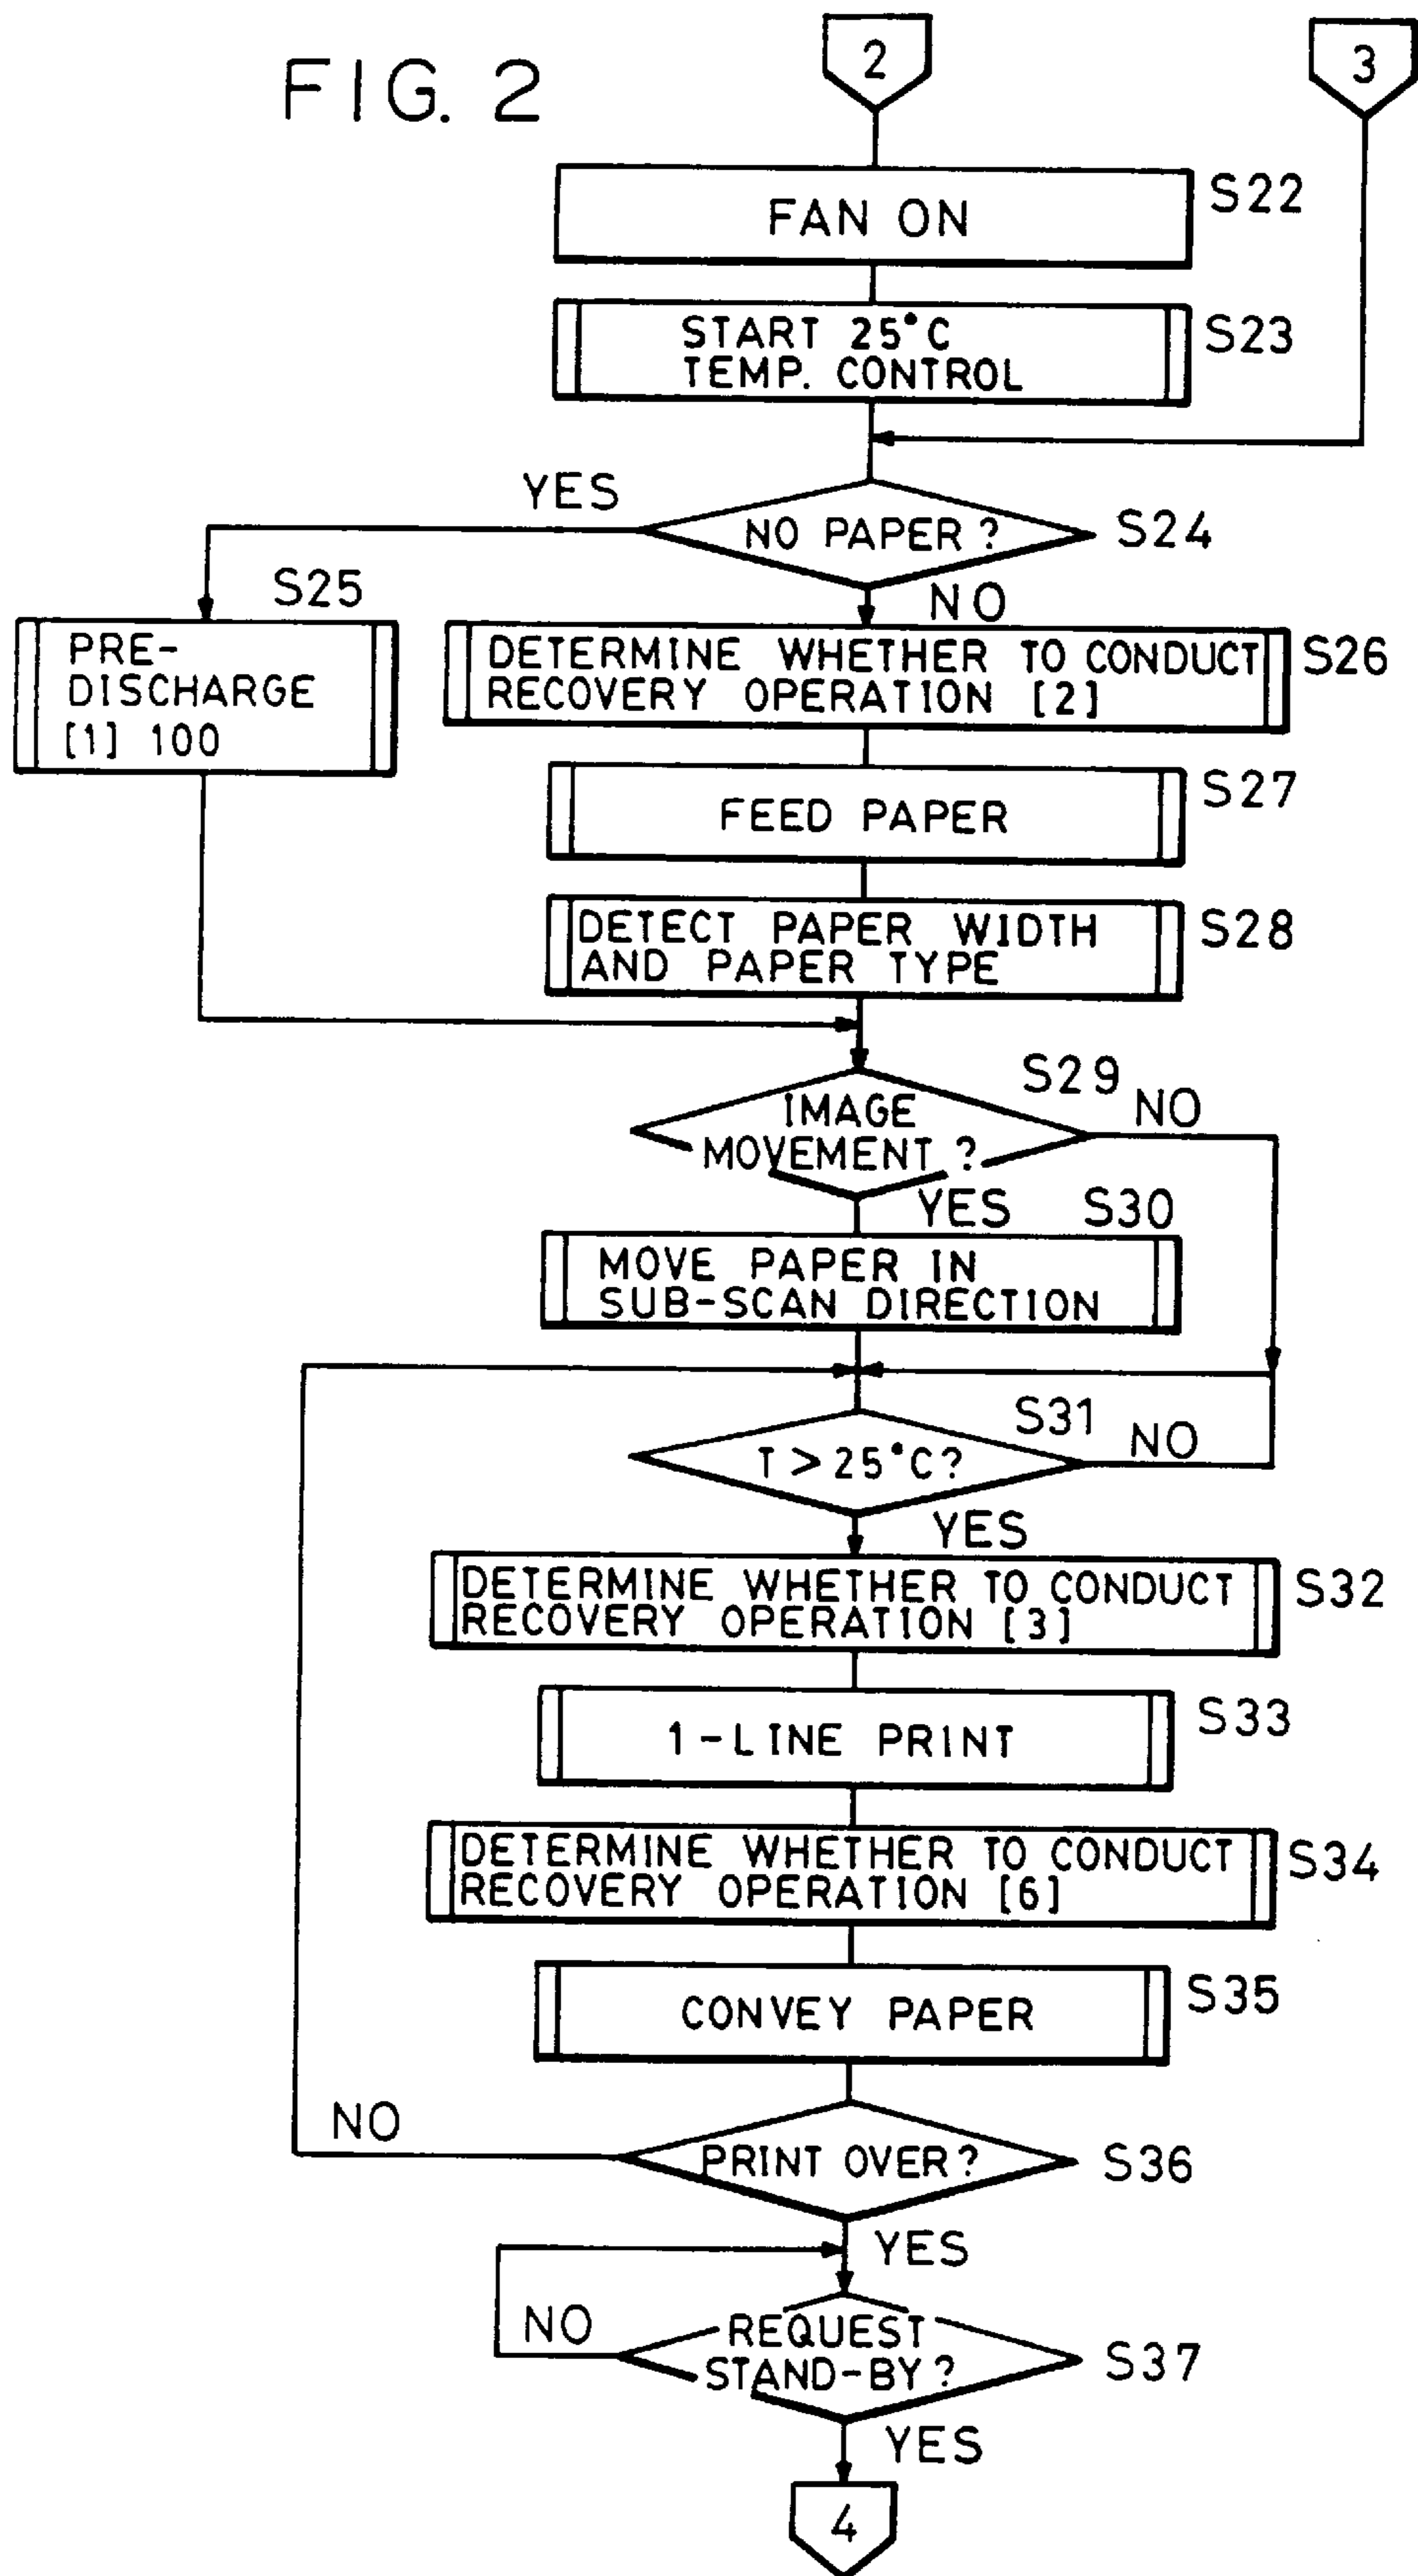 FIG. 2
2
3
FAN ON
S22
START 25°C
TEMP. CONTROL
S23
YES
NO PAPER?
S24
NO
S25
PRE-
DISCHARGE
[1] 100
DETERMINE WHETHER TO CONDUCT
RECOVERY OPERATION [2]
S26
FEED PAPER
S27
DETECT PAPER WIDTH
AND PAPER TYPE
S28
S29
IMAGE
MOVEMENT?
NO
YES
S30
MOVE PAPER IN
SUB-SCAN DIRECTION
S31
T > 25°C?
NO
YES
DETERMINE WHETHER TO CONDUCT
RECOVERY OPERATION [3]
S32
1-LINE PRINT
S33
DETERMINE WHETHER TO CONDUCT
RECOVERY OPERATION [6]
S34
CONVEY PAPER
S35
NO
PRINT OVER?
S36
YES
NO
REQUEST
STAND-BY?
S37
YES
4